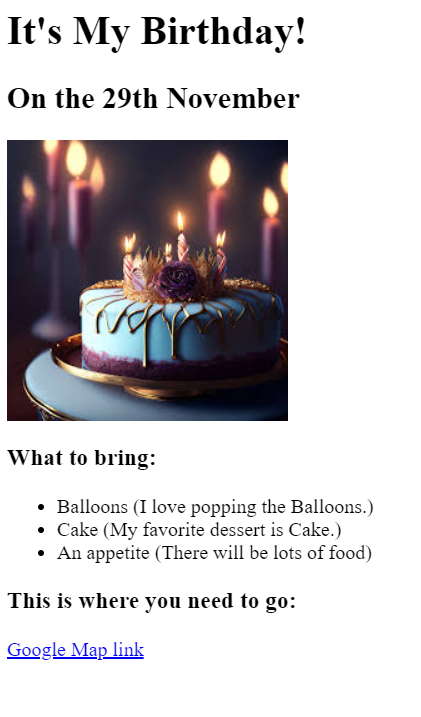 It's My Birthday!
On the 29th November
What to bring:
Balloons (I love popping the Balloons.)
Cake (My favorite dessert is Cake.)
An appetite (There will be lots of food)
This is where you need to go:
Google Map link